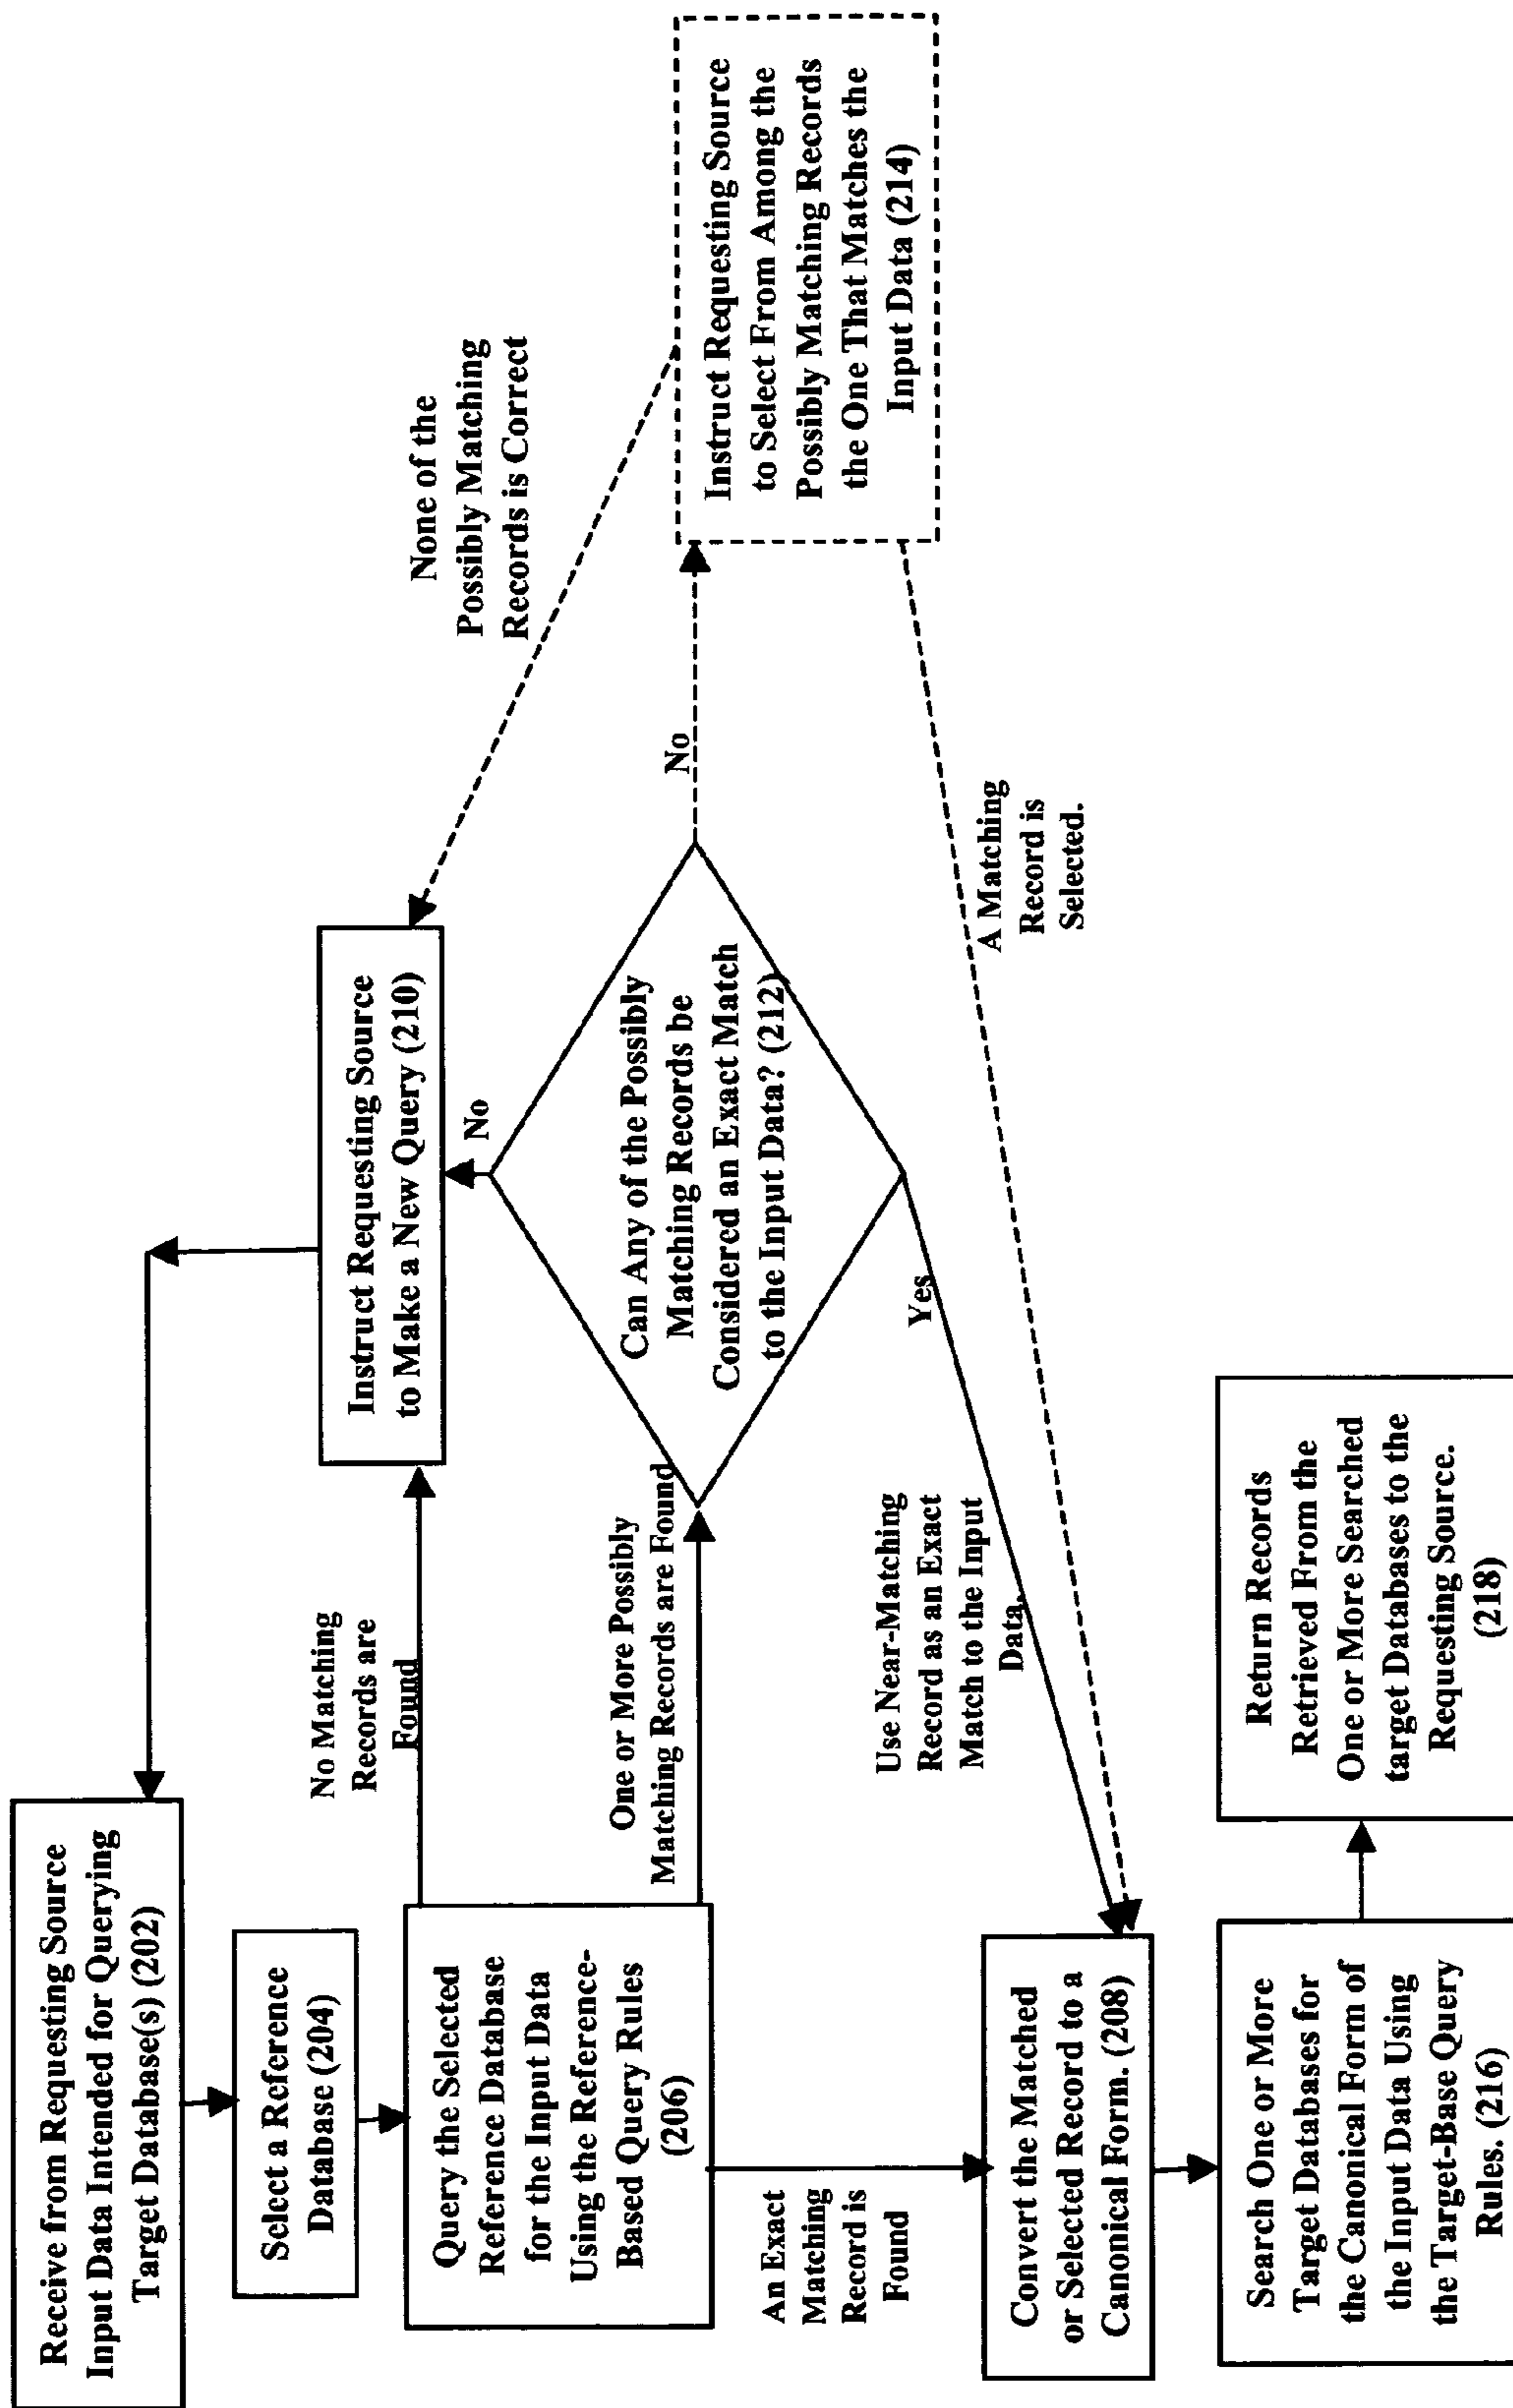 Receive from Requesting Source
Input Data Intended for Querying
Target Database(s) (202)
Select a Reference
Database (204)
Query the Selected
Reference Database
for the Input Data
Using the Reference-
Based Query Rules
(206)
No Matching
Records are
Found
One or More Possibly
Matching Records are Found
An Exact
Matching
Record is
Found
Instruct Requesting Source
to Make a New Query (210)
No
Can Any of the Possibly
Matching Records be
Considered an Exact Match
to the Input Data? (212)
No
Yes
None of the
Possibly Matching
Records is Correct
Instruct Requesting Source
to Select From Among the
Possibly Matching Records
the One That Matches the
Input Data (214)
A Matching
Record is
Selected.
Use Near-Matching
Record as an Exact
Match to the Input
Data.
Convert the Matched
or Selected Record to a
Canonical Form. (208)
Search One or More
Target Databases for
the Canonical Form of
the Input Data Using
the Target-Base Query
Rules. (216)
Return Records
Retrieved From the
One or More Searched
target Databases to the
Requesting Source.
(218)